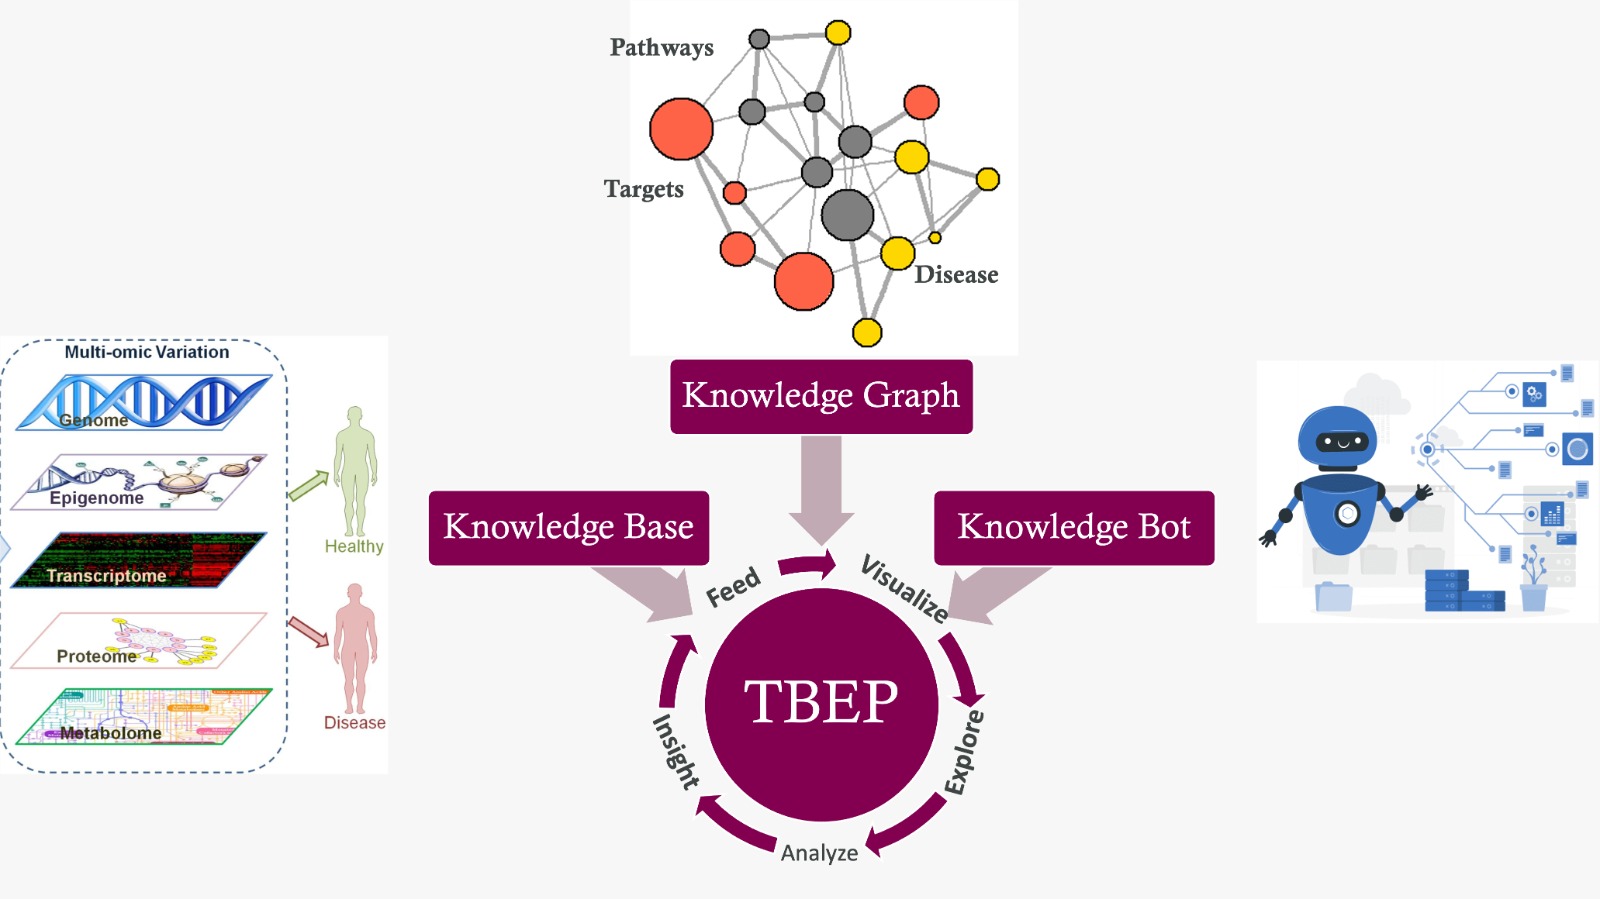 Pathways
Targets
Disease
Knowledge Graph
Multi-omic Variation
Genome
Epigenome
Transcriptome
Proteome
Metabolome
Healthy
Disease
Knowledge Base
Knowledge Bot
Feed
Visualize
Explore
Analyze
Insight
TBEP